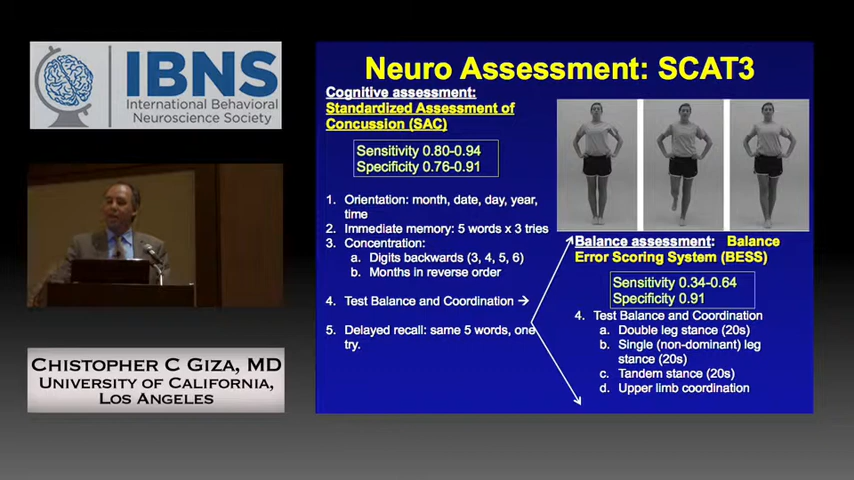 IBNS
International Behavioral
Neuroscience Society
CHISTOPHER C GIZA, MD
UNIVERSITY OF CALIFORNIA,
LOS ANGELES
Neuro Assessment: SCAT3
Cognitive assessment:
Standardized Assessment of
Concussion (SAC)
Sensitivity 0.80-0.94
Specificity 0.76-0.91
1. Orientation: month, date, day, year,
time
2. Immediate memory: 5 words x 3 tries
3. Concentration:
a. Digits backwards (3, 4, 5, 6)
b. Months in reverse order
4. Test Balance and Coordination →
5. Delayed recall: same 5 words, one
try.
Balance assessment: Balance
Error Scoring System (BESS)
Sensitivity 0.34-0.64
Specificity 0.91
4. Test Balance and Coordination
a. Double leg stance (20s)
b. Single (non-dominant) leg
stance (20s)
c. Tandem stance (20s)
d. Upper limb coordination